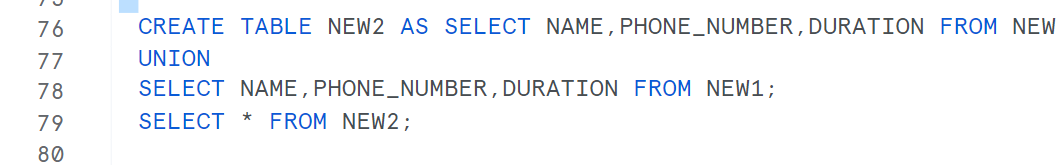 76 CREATE TABLE NEW2 AS SELECT NAME,PHONE_NUMBER,DURATION FROM NEW
77 UNION
78 SELECT NAME,PHONE_NUMBER,DURATION FROM NEW1;
79 SELECT * FROM NEW2;
80